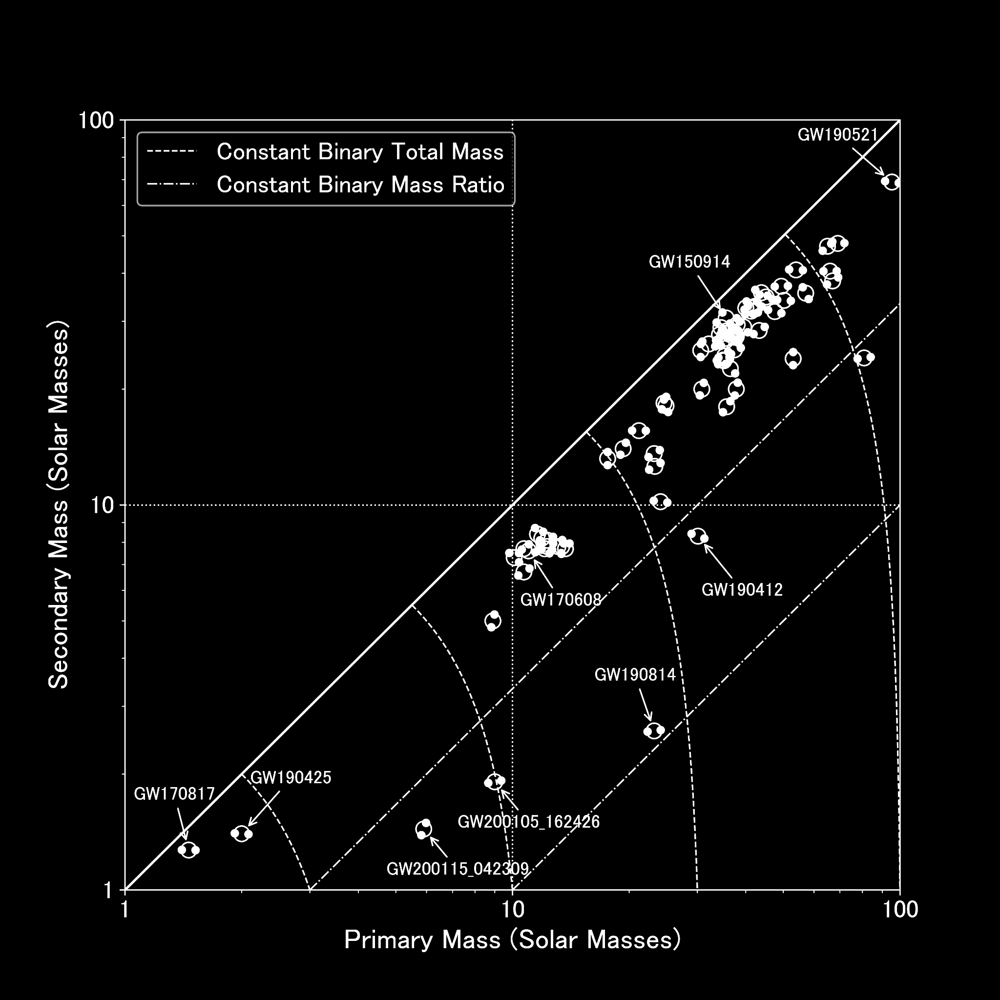 100
Constant Binary Total Mass
Constant Binary Mass Ratio
GW190521
GW150914
Secondary Mass (Solar Masses)
10
GW170608
GW190412
GW190814
GW190425
GW170817
GW200105_162426
GW200115_042309
1
1
10
100
Primary Mass (Solar Masses)